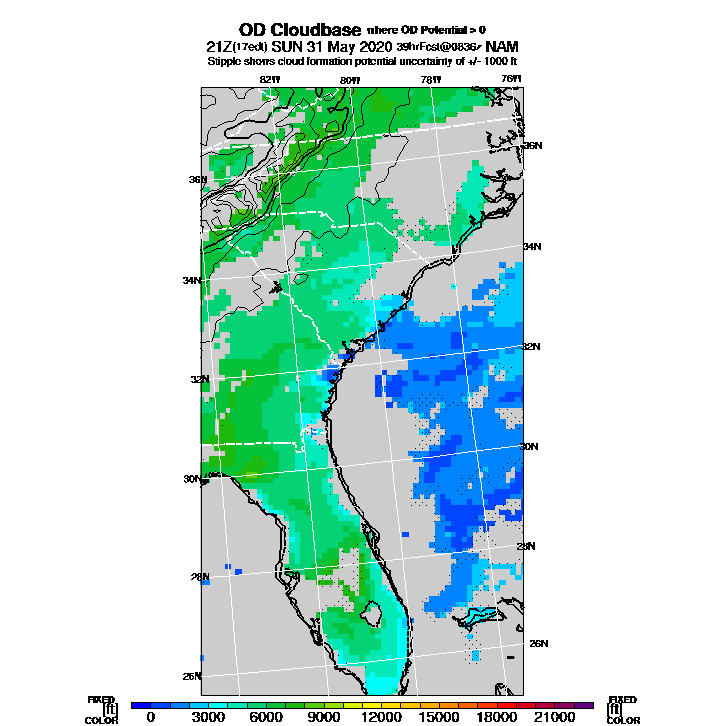 OD Cloudbase where OD Potential > 0
21Z(17edt) SUN 31 May 2020 39hrFcst@0836z NAM
Stipple shows cloud formation potential uncertainty of +/- 1000 ft
82W 80W 78W 76W
36N 36N
34N 34N
32N 32N
30N 30N
28N 28N
26N 26N
FIXED FIXED
[ft] [ft]
COLOR COLOR
0 3000 6000 9000 12000 15000 18000 21000